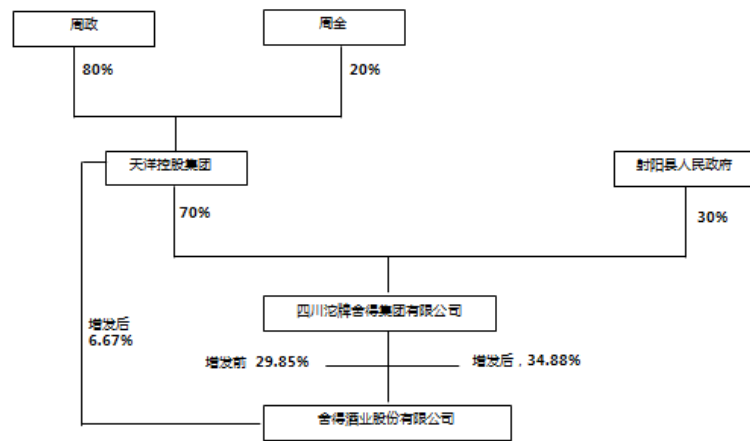 周政
周全
80%
20%
天洋控股集团
射阳县人民政府
70%
30%
四川沱牌舍得集团有限公司
增发后
6.67%
增发前 29.85%
增发后，34.88%
舍得酒业股份有限公司